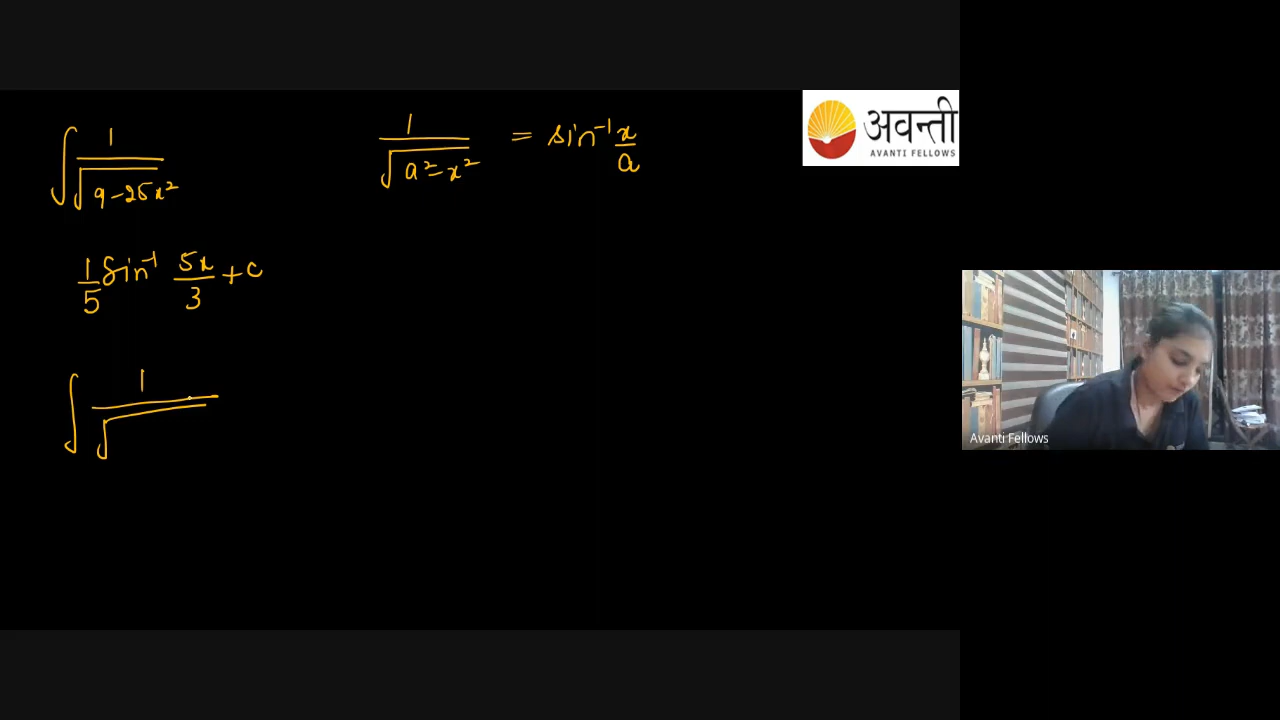 ∫ 1/√(9-25x²)
1/√(a²-x²) = sin⁻¹ x/a
1/5 Sin⁻¹ 5x/3 + c
∫ 1/√
अवन्ती
AVANTI FELLOWS
Avanti Fellows